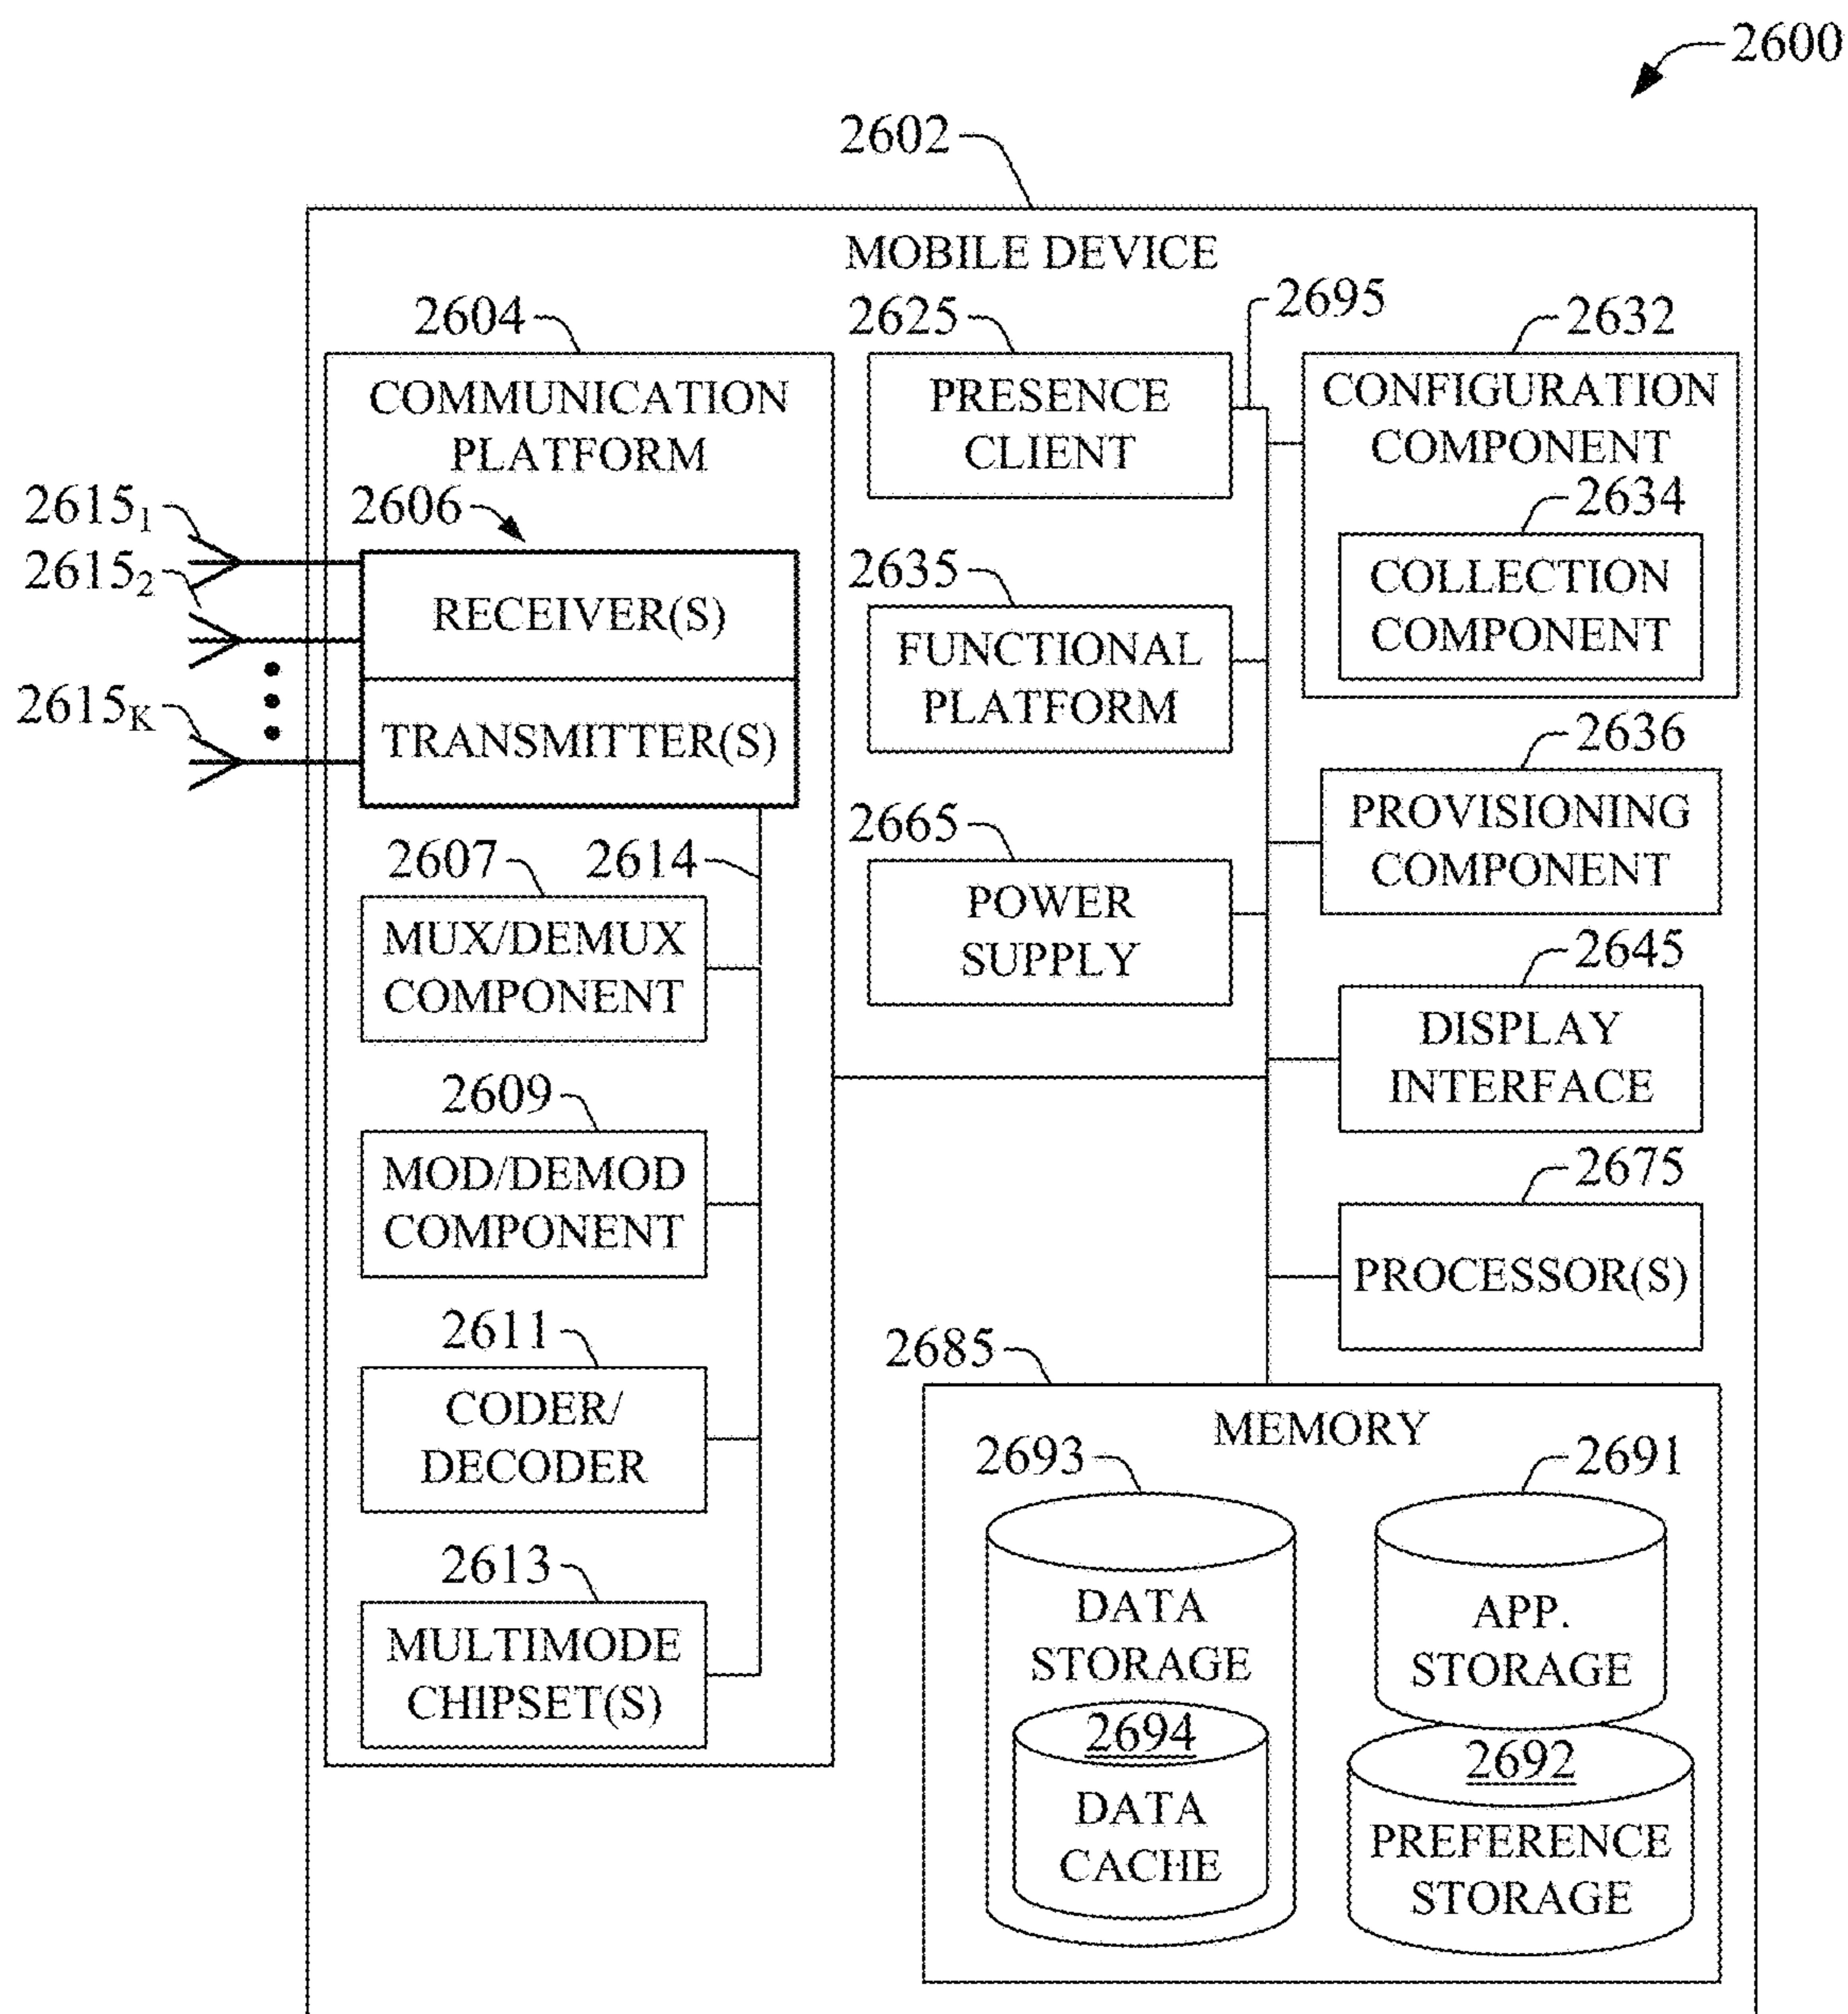 2600
2602
MOBILE DEVICE
2604
COMMUNICATION
PLATFORM
2606
2615₁
2615₂
2615K
RECEIVER(S)
TRANSMITTER(S)
2614
2607
MUX/DEMUX
COMPONENT
2609
MOD/DEMOD
COMPONENT
2611
CODER/
DECODER
2613
MULTIMODE
CHIPSET(S)
2625
PRESENCE
CLIENT
2695
2635
FUNCTIONAL
PLATFORM
2665
POWER
SUPPLY
2632
CONFIGURATION
COMPONENT
2634
COLLECTION
COMPONENT
2636
PROVISIONING
COMPONENT
2645
DISPLAY
INTERFACE
2675
PROCESSOR(S)
2685
MEMORY
2693
DATA
STORAGE
2694
DATA
CACHE
2691
APP.
STORAGE
2692
PREFERENCE
STORAGE